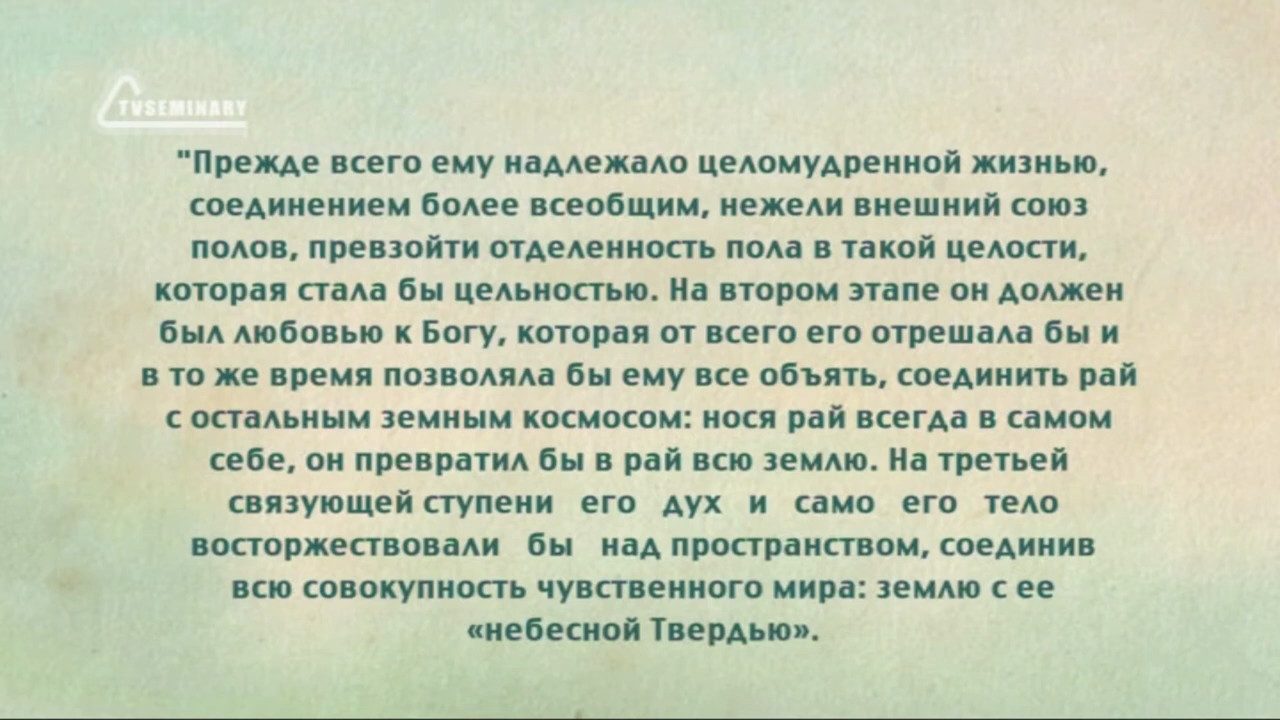 TVSEMINARY
"Прежде всего ему надлежало целомудренной жизнью,
соединением более всеобщим, нежели внешний союз
полов, превзойти отделенность пола в такой целости,
которая стала бы цельностью. На втором этапе он должен
был любовью к Богу, которая от всего его отрешала бы и
в то же время позволяла бы ему все объять, соединить рай
с остальным земным космосом: нося рай всегда в самом
себе, он превратил бы в рай всю землю. На третьей
связующей ступени его дух и само его тело
восторжествовали бы над пространством, соединив
всю совокупность чувственного мира: землю с ее
«небесной Твердью».